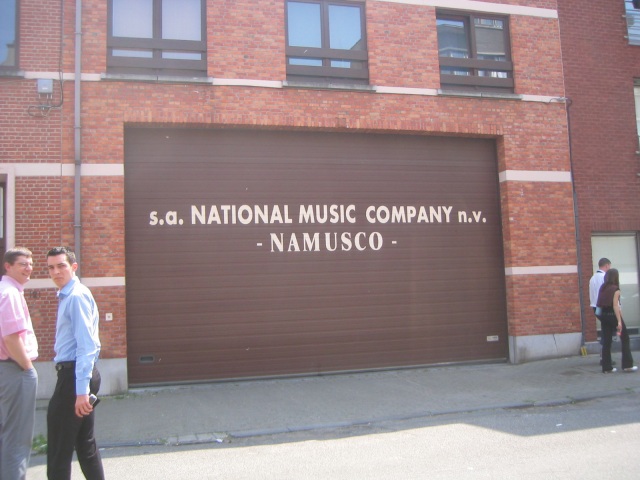 s.a. NATIONAL MUSIC COMPANY n.v.
- NAMUSCO -